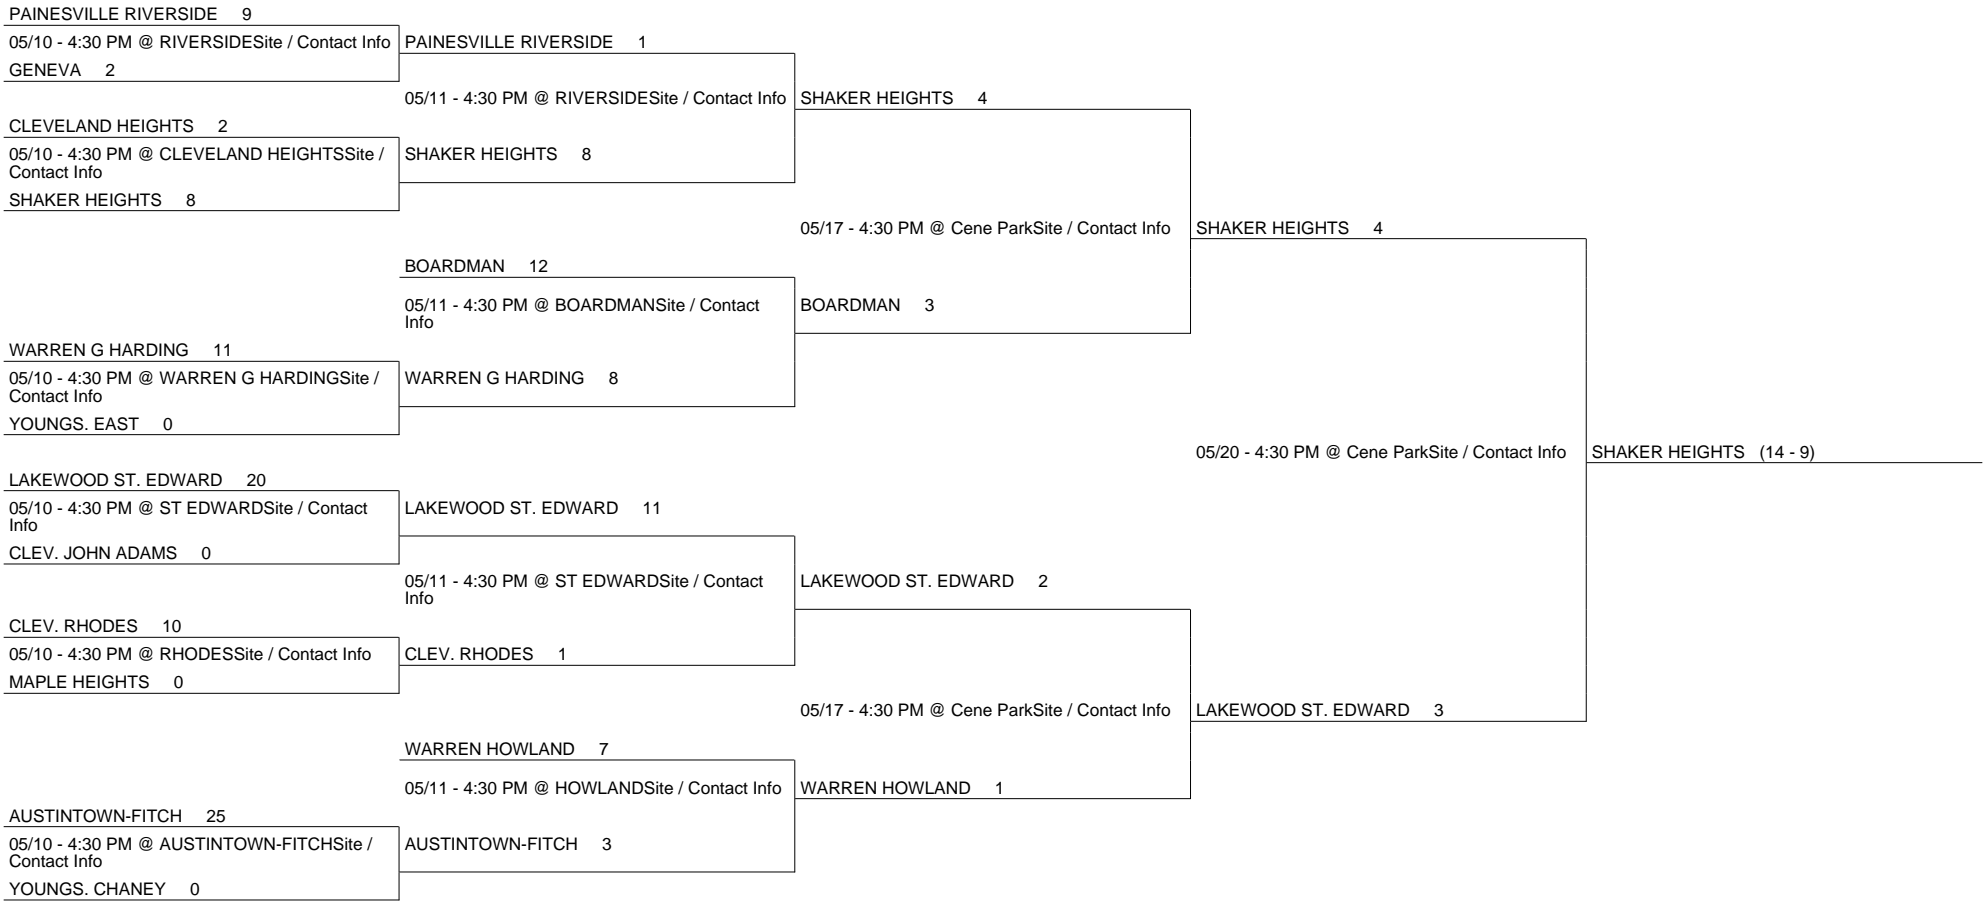 PAINESVILLE RIVERSIDE 9
05/10 - 4:30 PM @ RIVERSIDESite / Contact Info
GENEVA 2
CLEVELAND HEIGHTS 2
05/10 - 4:30 PM @ CLEVELAND HEIGHTSSite /
Contact Info
SHAKER HEIGHTS 8
WARREN G HARDING 11
05/10 - 4:30 PM @ WARREN G HARDINGSite /
Contact Info
YOUNGS. EAST 0
LAKEWOOD ST. EDWARD 20
05/10 - 4:30 PM @ ST EDWARDSite / Contact
Info
CLEV. JOHN ADAMS 0
CLEV. RHODES 10
05/10 - 4:30 PM @ RHODESSite / Contact Info
MAPLE HEIGHTS 0
AUSTINTOWN-FITCH 25
05/10 - 4:30 PM @ AUSTINTOWN-FITCHSite /
Contact Info
YOUNGS. CHANEY 0
PAINESVILLE RIVERSIDE 1
05/11 - 4:30 PM @ RIVERSIDESite / Contact Info
SHAKER HEIGHTS 8
BOARDMAN 12
05/11 - 4:30 PM @ BOARDMANSite / Contact
Info
WARREN G HARDING 8
LAKEWOOD ST. EDWARD 11
05/11 - 4:30 PM @ ST EDWARDSite / Contact
Info
CLEV. RHODES 1
WARREN HOWLAND 7
05/11 - 4:30 PM @ HOWLANDSite / Contact Info
AUSTINTOWN-FITCH 3
SHAKER HEIGHTS 4
05/17 - 4:30 PM @ Cene ParkSite / Contact Info
BOARDMAN 3
LAKEWOOD ST. EDWARD 2
05/17 - 4:30 PM @ Cene ParkSite / Contact Info
WARREN HOWLAND 1
SHAKER HEIGHTS 4
05/20 - 4:30 PM @ Cene ParkSite / Contact Info
LAKEWOOD ST. EDWARD 3
SHAKER HEIGHTS (14 - 9)